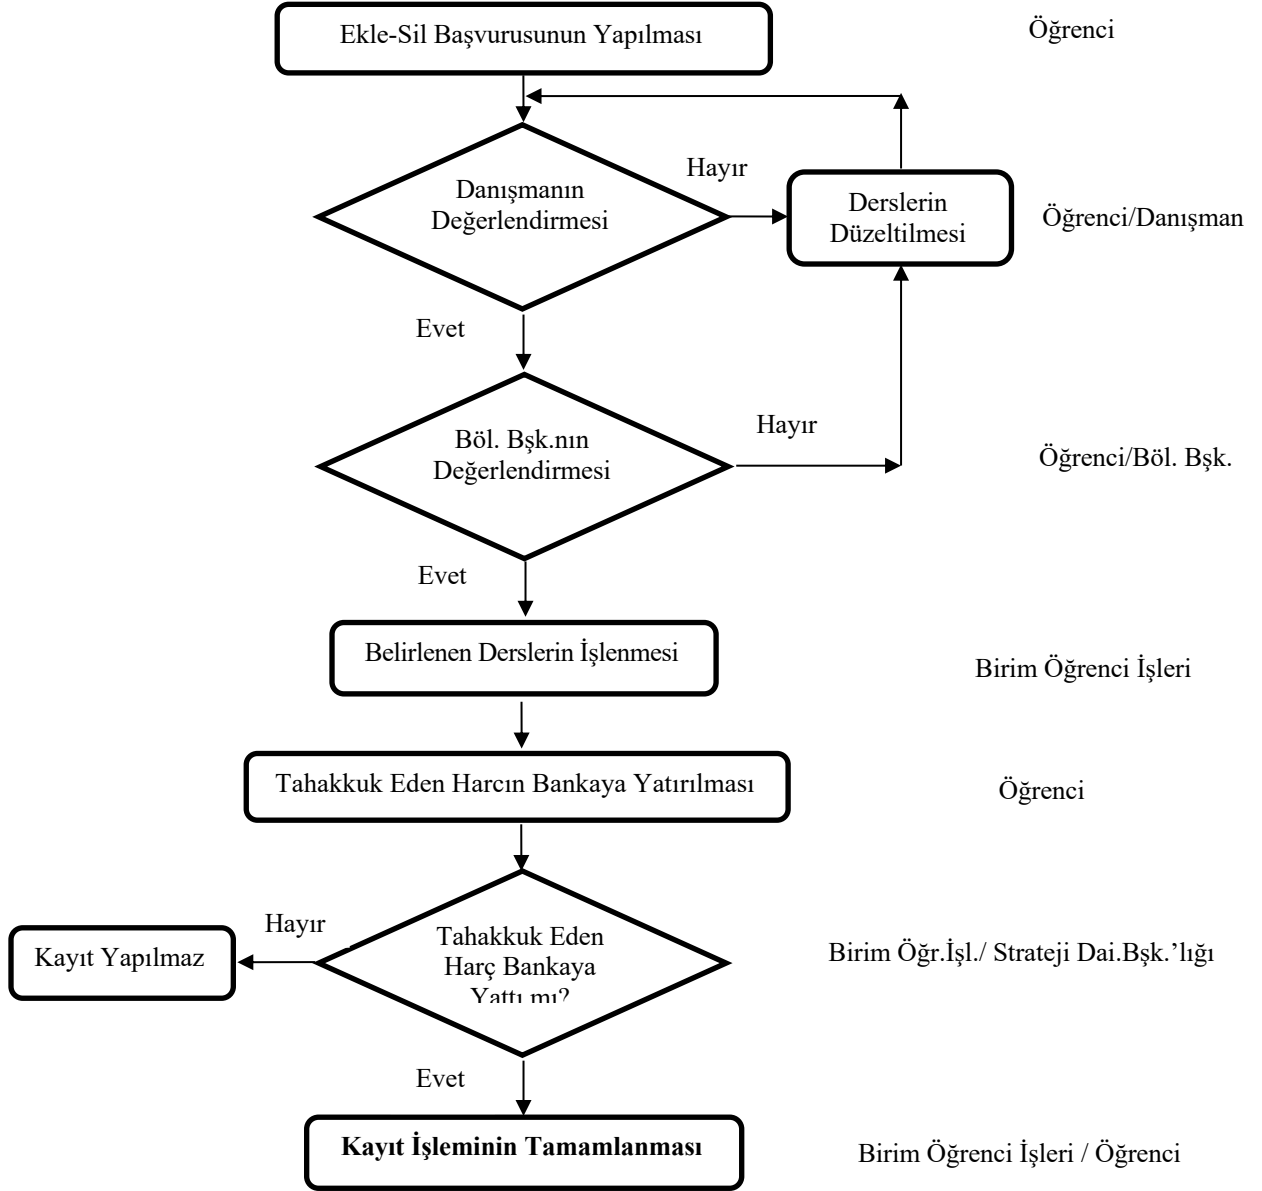 Ekle-Sil Başvurusunun Yapılması
Öğrenci
Hayır
Danışmanın
Değerlendirmesi
Derslerin
Düzeltilmesi
Öğrenci/Danışman
Evet
Hayır
Böl. Bşk.nın
Değerlendirmesi
Öğrenci/Böl. Bşk.
Evet
Belirlenen Derslerin İşlenmesi
Birim Öğrenci İşleri
Tahakkuk Eden Harcın Bankaya Yatırılması
Öğrenci
Hayır
Kayıt Yapılmaz
Tahakkuk Eden
Harç Bankaya
Yattı mı?
Birim Öğr.İşl./ Strateji Dai.Bşk.’lığı
Evet
Kayıt İşleminin Tamamlanması
Birim Öğrenci İşleri / Öğrenci